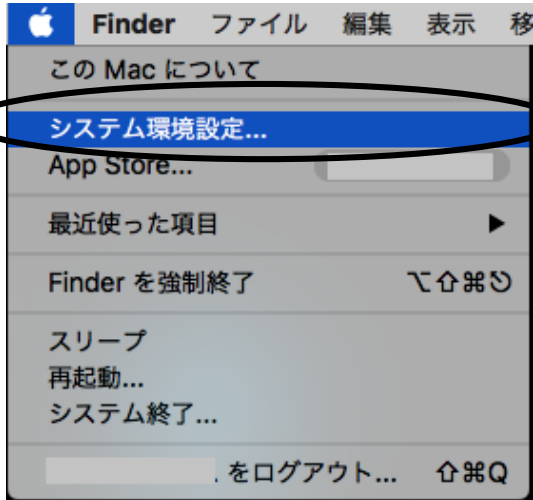 Finder ファイル 編集 表示 移
この Mac について
システム環境設定...
App Store...
最近使った項目 ▶
Finder を強制終了 ⌥⇧⌘⎋
スリープ
再起動...
システム終了...
をログアウト... ⇧⌘Q